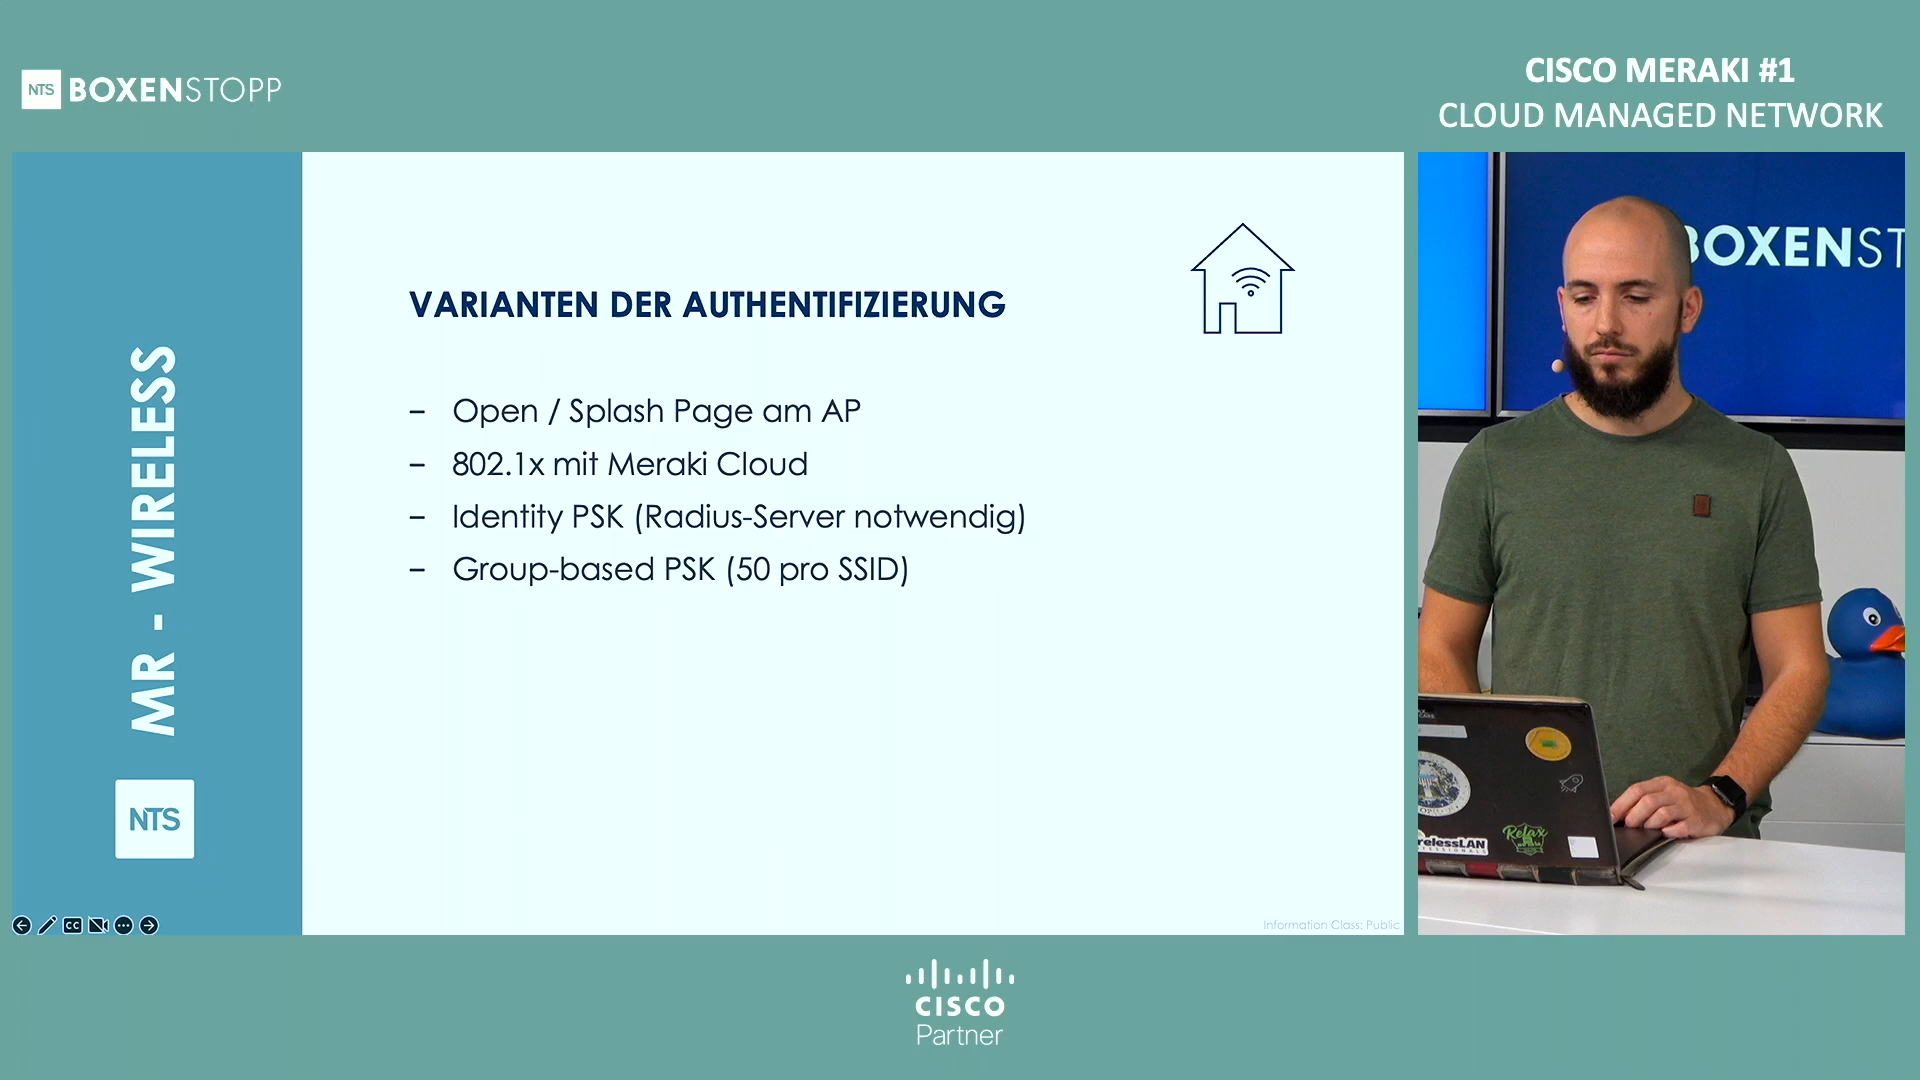 NTS BOXENSTOPP
CISCO MERAKI #1
CLOUD MANAGED NETWORK
MR - WIRELESS
NTS
VARIANTEN DER AUTHENTIFIZIERUNG
– Open / Splash Page am AP
– 802.1x mit Meraki Cloud
– Identity PSK (Radius-Server notwendig)
– Group-based PSK (50 pro SSID)
Information Class: Public
BOXENST
relessLAN
Relax
CC
CISCO
Partner